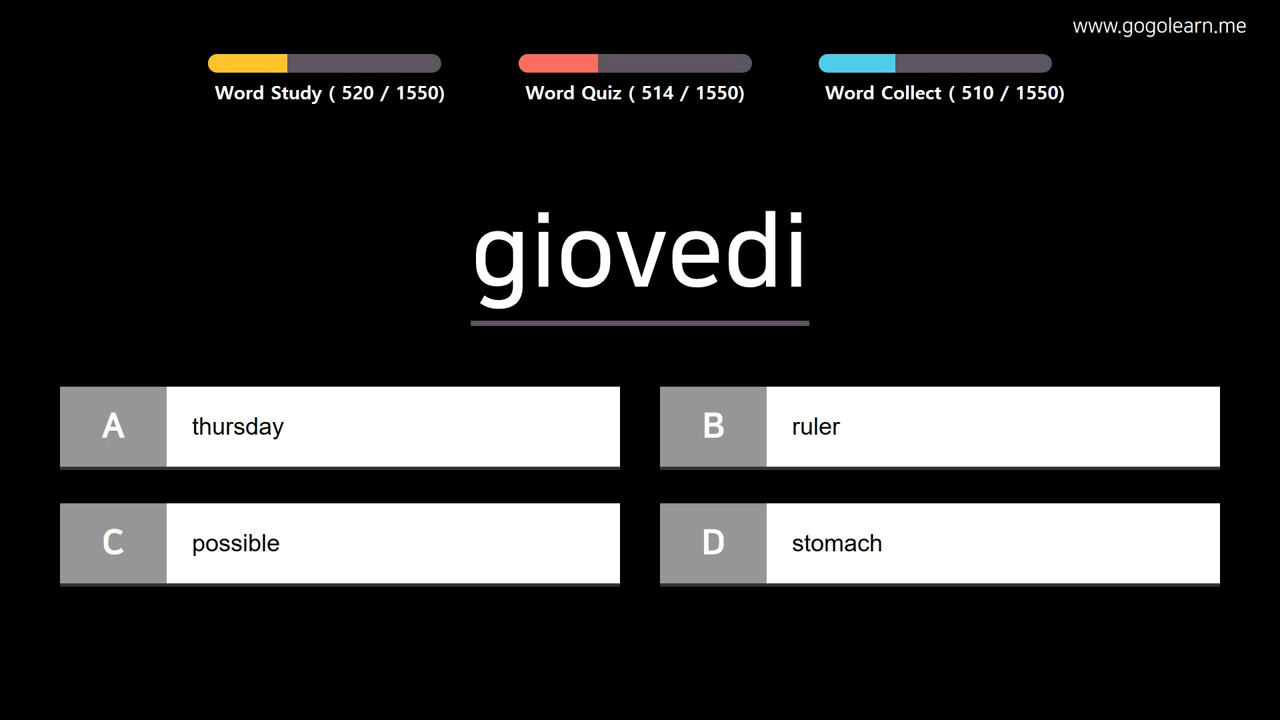 www.gogolearn.me
Word Study ( 520 / 1550)
Word Quiz ( 514 / 1550)
Word Collect ( 510 / 1550)
giovedi
A thursday
B ruler
C possible
D stomach